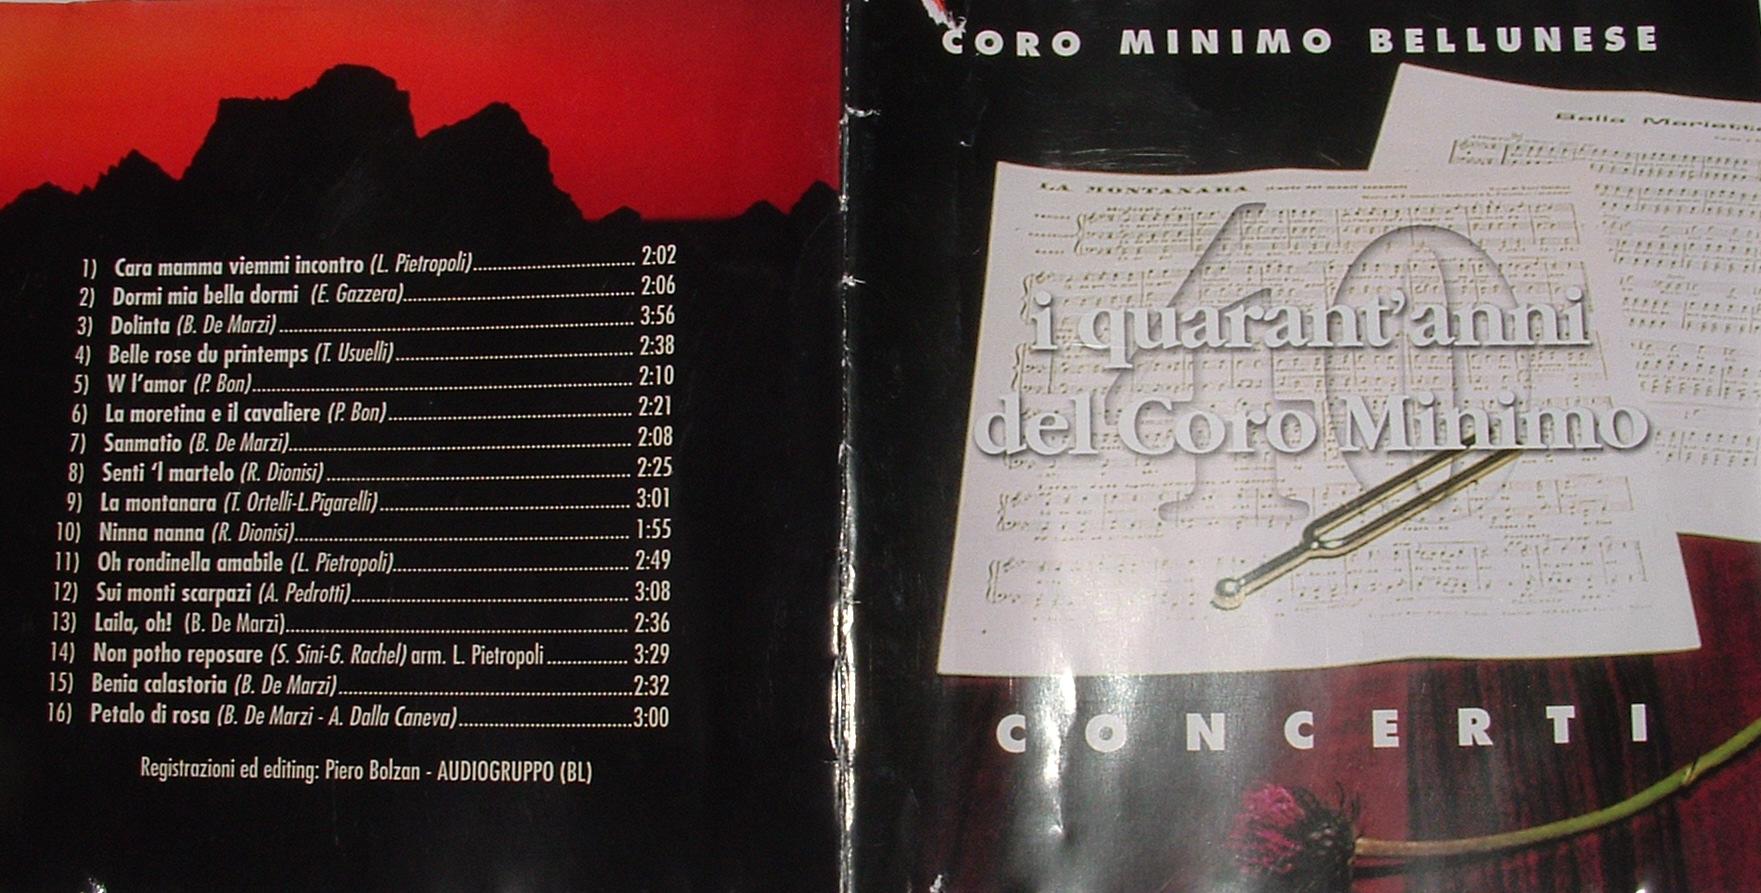 1) Cara mamma viemmi incontro (L. Pietropoli) 2:02
2) Dormi mia bella dormi (E. Gazzera) 2:06
3) Dolinta (B. De Marzi) 3:56
4) Belle rose du printemps (T. Usuelli) 2:38
5) W l'amor (P. Bon) 2:10
6) La moretina e il cavaliere (P. Bon) 2:21
7) Sanmatio (B. De Marzi) 2:08
8) Senti 'l martelo (R. Dionisi) 2:25
9) La montanara (T. Ortelli-L.Pigarelli) 3:01
10) Ninna nanna (R. Dionisi) 1:55
11) Oh rondinella amabile (L. Pietropoli) 2:49
12) Sui monti scarpazi (A. Pedrotti) 3:08
13) Laila, oh! (B. De Marzi) 2:36
14) Non potho reposare (S. Sini-G. Rachel) arm. L. Pietropoli 3:29
15) Benia calastoria (B. De Marzi) 2:32
16) Petalo di rosa (B. De Marzi - A. Dalla Caneva) 3:00
Registrazioni ed editing: Piero Bolzan - AUDIOGRUPPO (BL)
CORO MINIMO BELLUNESE
Bella Marietta
LA MONTANARA
40
i quarant'anni
del Coro Minimo
CONCERTI